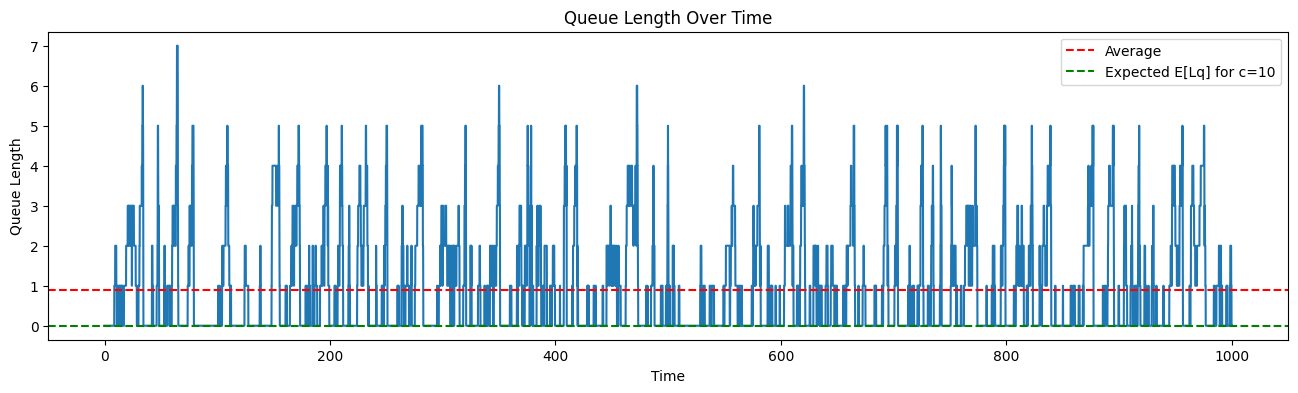 Queue Length Over Time
Average
Expected E[Lq] for c=10
Queue Length
7
6
5
4
3
2
1
0
0
200
400
600
800
1000
Time